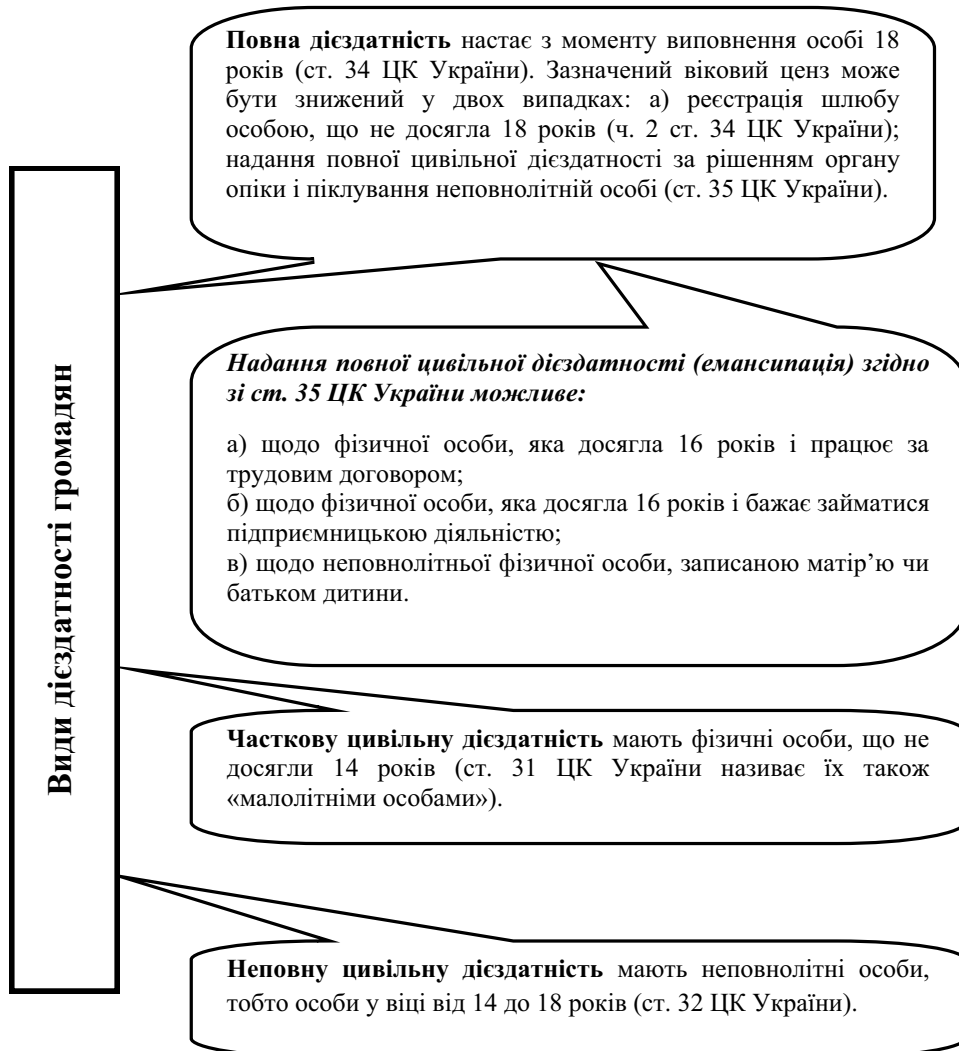 Види дієздатності громадян
Повна дієздатність настає з моменту виповнення особі 18
років (ст. 34 ЦК України). Зазначений віковий ценз може
бути знижений у двох випадках: а) реєстрація шлюбу
особою, що не досягла 18 років (ч. 2 ст. 34 ЦК України);
надання повної цивільної дієздатності за рішенням органу
опіки і піклування неповнолітній особі (ст. 35 ЦК України).
Надання повної цивільної дієздатності (емансипація) згідно
зі ст. 35 ЦК України можливе:
а) щодо фізичної особи, яка досягла 16 років і працює за
трудовим договором;
б) щодо фізичної особи, яка досягла 16 років і бажає займатися
підприємницькою діяльністю;
в) щодо неповнолітньої фізичної особи, записаною матір’ю чи
батьком дитини.
Часткову цивільну дієздатність мають фізичні особи, що не
досягли 14 років (ст. 31 ЦК України називає їх також
«малолітніми особами»).
Неповну цивільну дієздатність мають неповнолітні особи,
тобто особи у віці від 14 до 18 років (ст. 32 ЦК України).